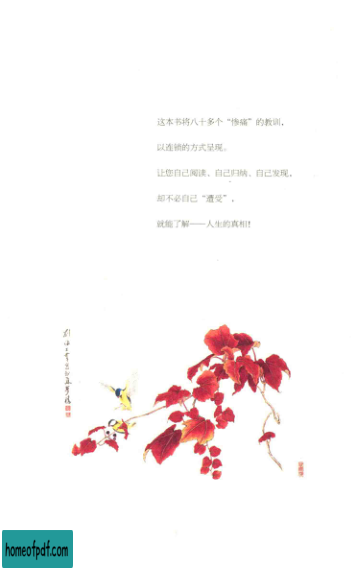 这本书将八十多个“惨痛”的教训，
以连锁的方式呈现。
让您自己阅读、自己归纳、自己发现，
却不必自己“遭受”，
就能了解——人生的真相！
homeofpdf.com